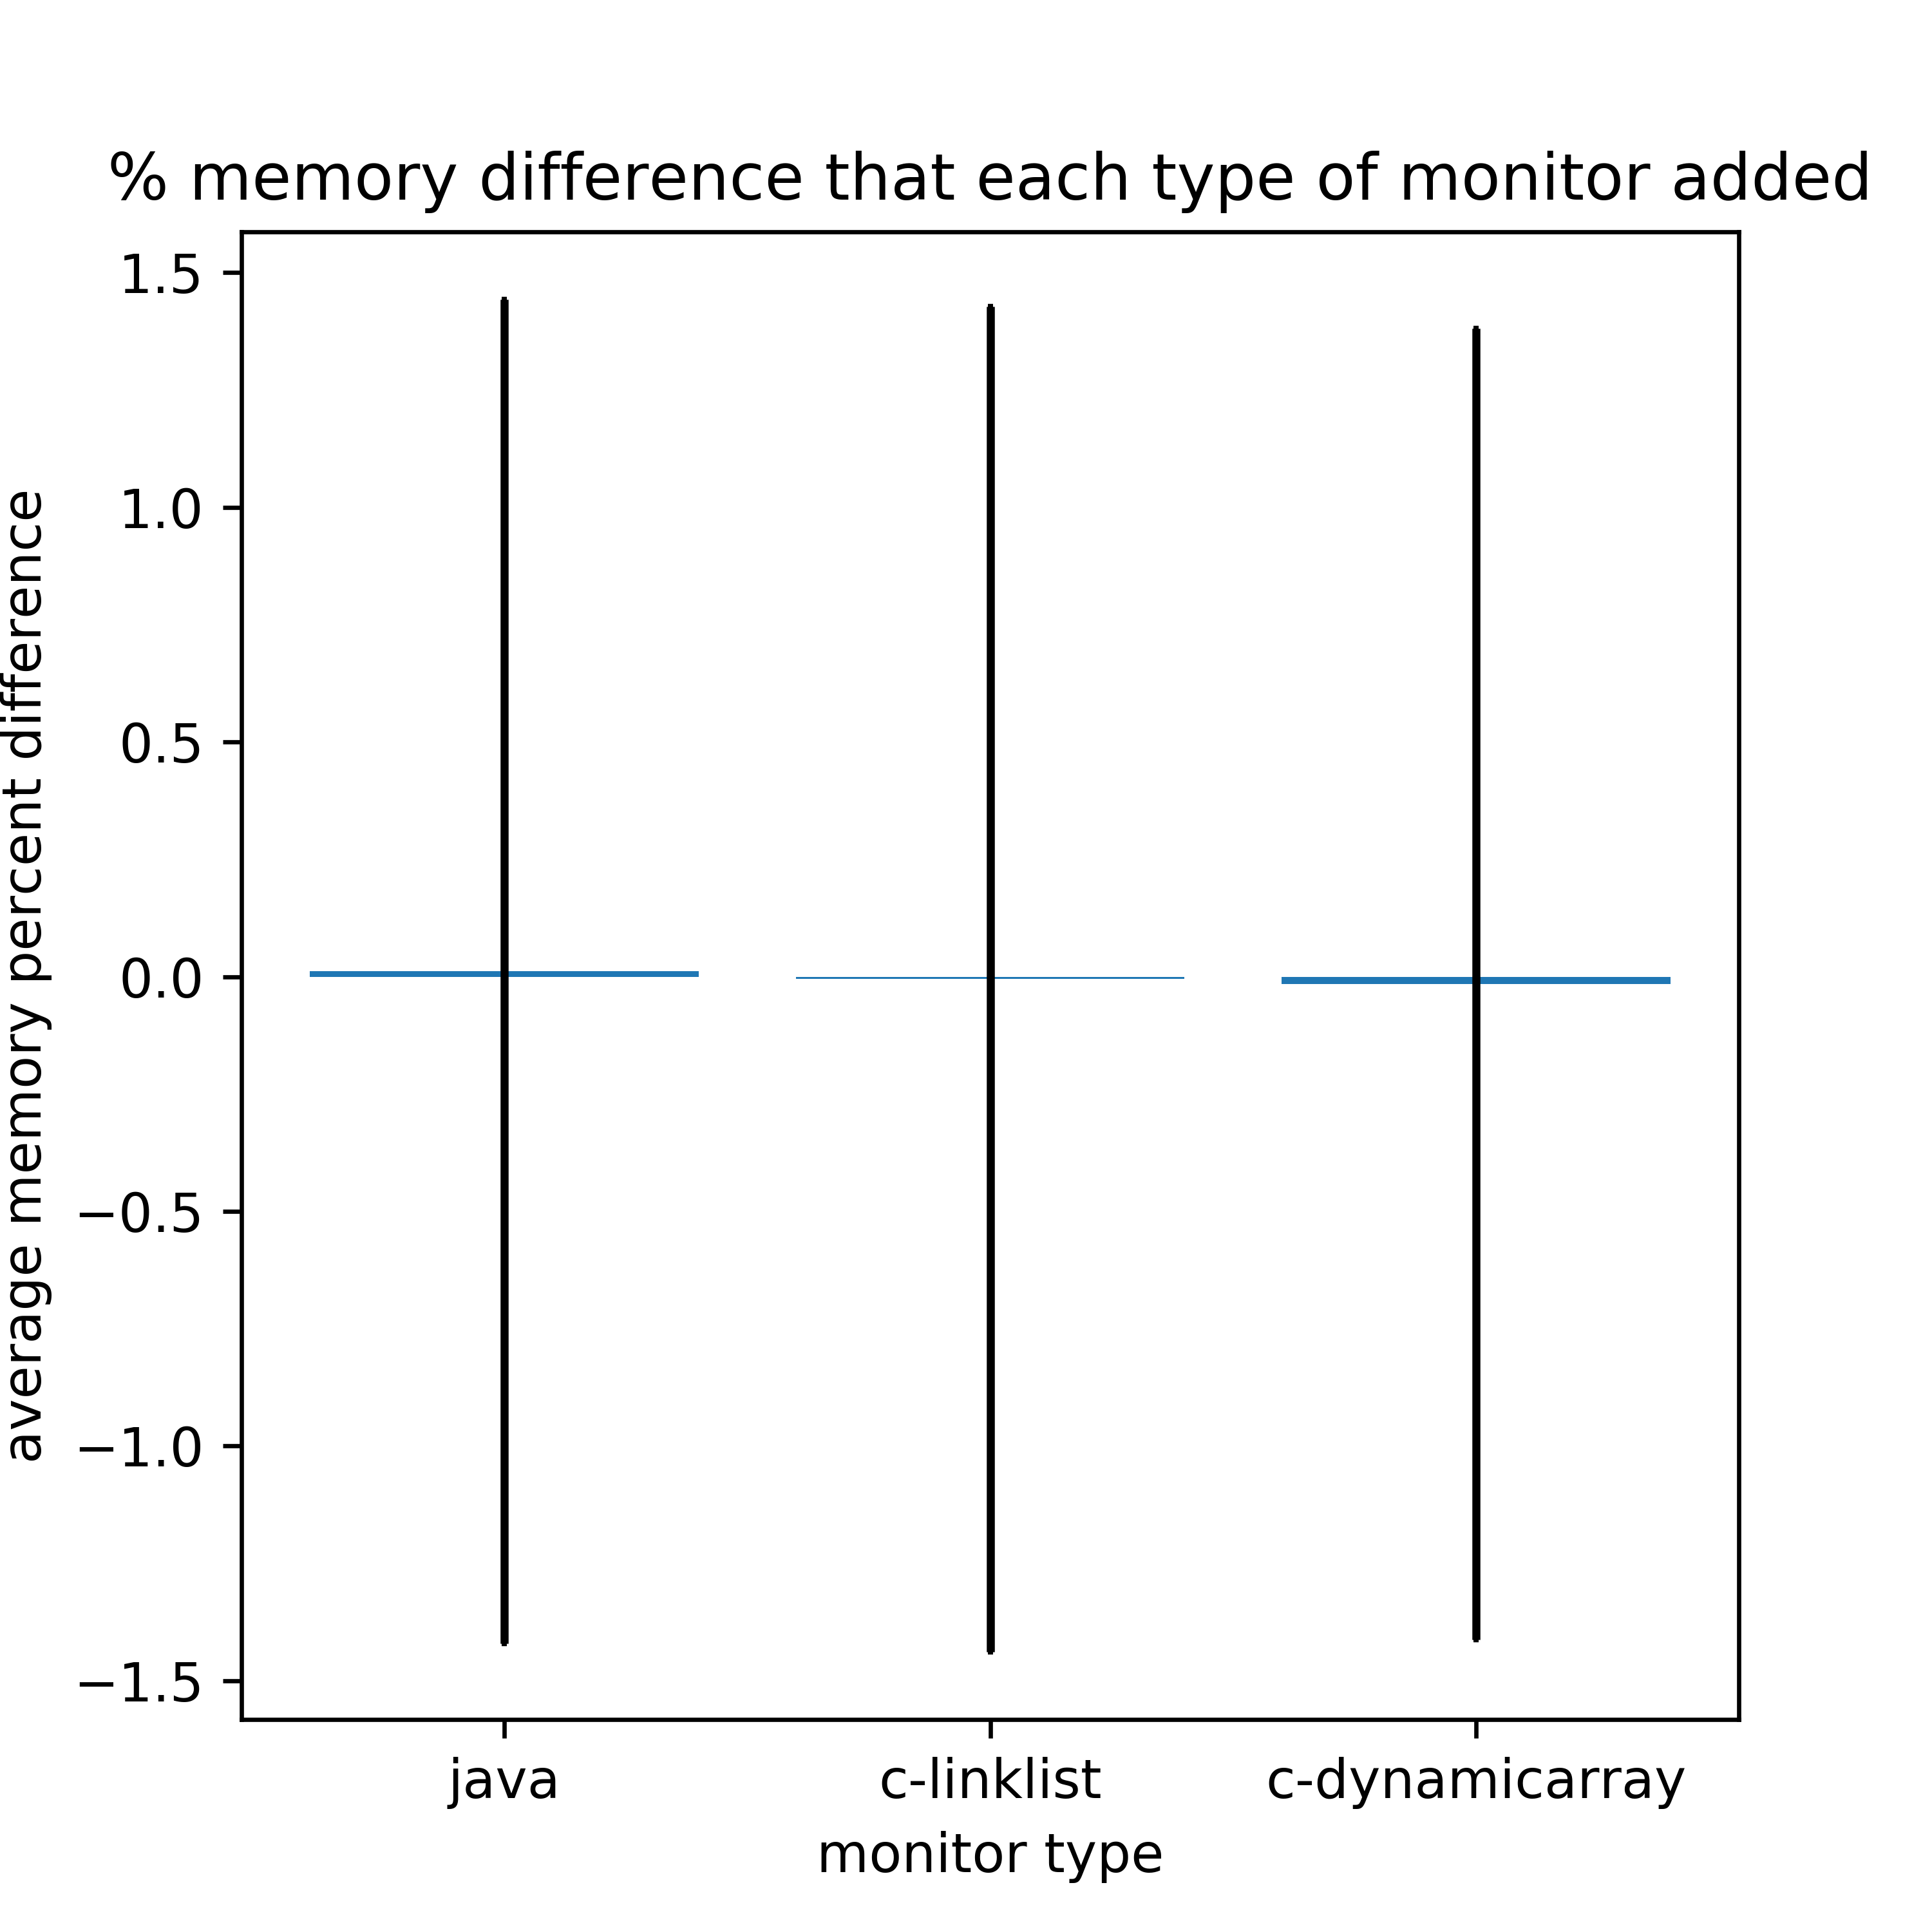 % memory difference that each type of monitor added
average memory percent difference
1.5
1.0
0.5
0.0
−0.5
−1.0
−1.5
java
c-linklist
c-dynamicarray
monitor type